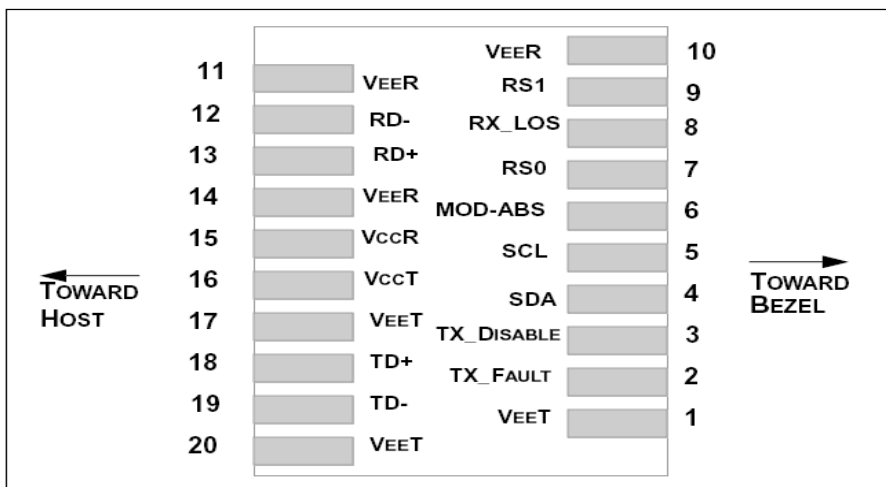 11 VEER
12 RD-
13 RD+
14 VEER
15 VCCR
16 VCCT
17 VEET
18 TD+
19 TD-
20 VEET
VEER 10
RS1 9
RX_LOS 8
RS0 7
MOD-ABS 6
SCL 5
SDA 4
TX_DISABLE 3
TX_FAULT 2
VEET 1
TOWARD
HOST
TOWARD
BEZEL